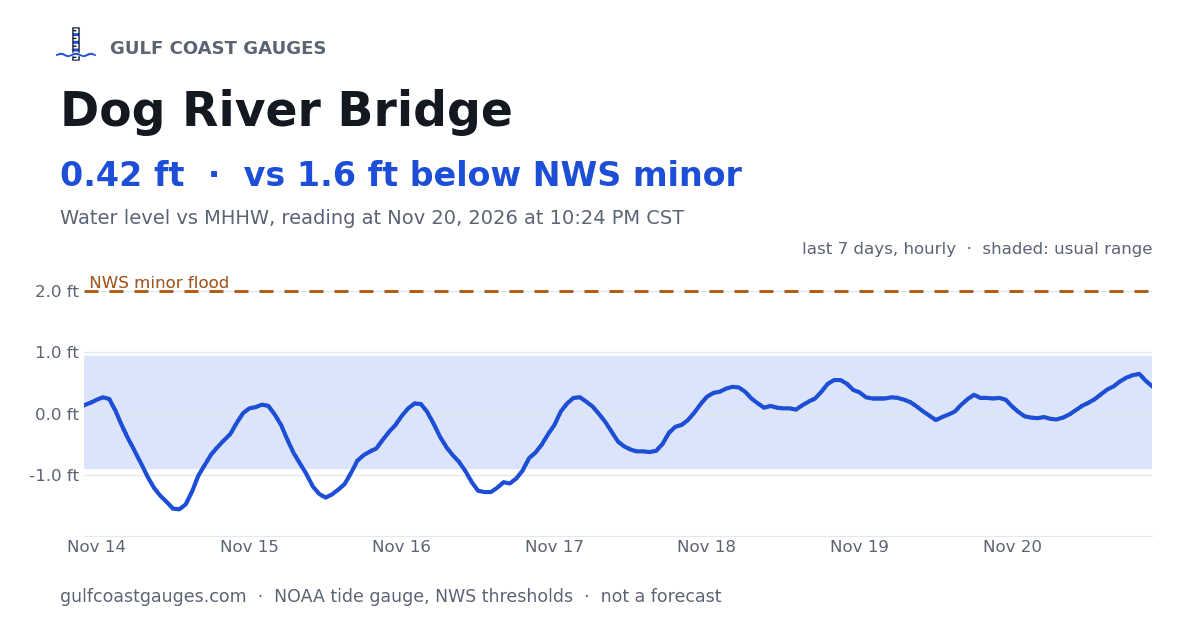 GULF COAST GAUGES
Dog River Bridge
0.42 ft · vs 1.6 ft below NWS minor
Water level vs MHHW, reading at Nov 20, 2026 at 10:24 PM CST
last 7 days, hourly · shaded: usual range
NWS minor flood
2.0 ft
1.0 ft
0.0 ft
-1.0 ft
Nov 14 Nov 15 Nov 16 Nov 17 Nov 18 Nov 19 Nov 20
gulfcoastgauges.com · NOAA tide gauge, NWS thresholds · not a forecast